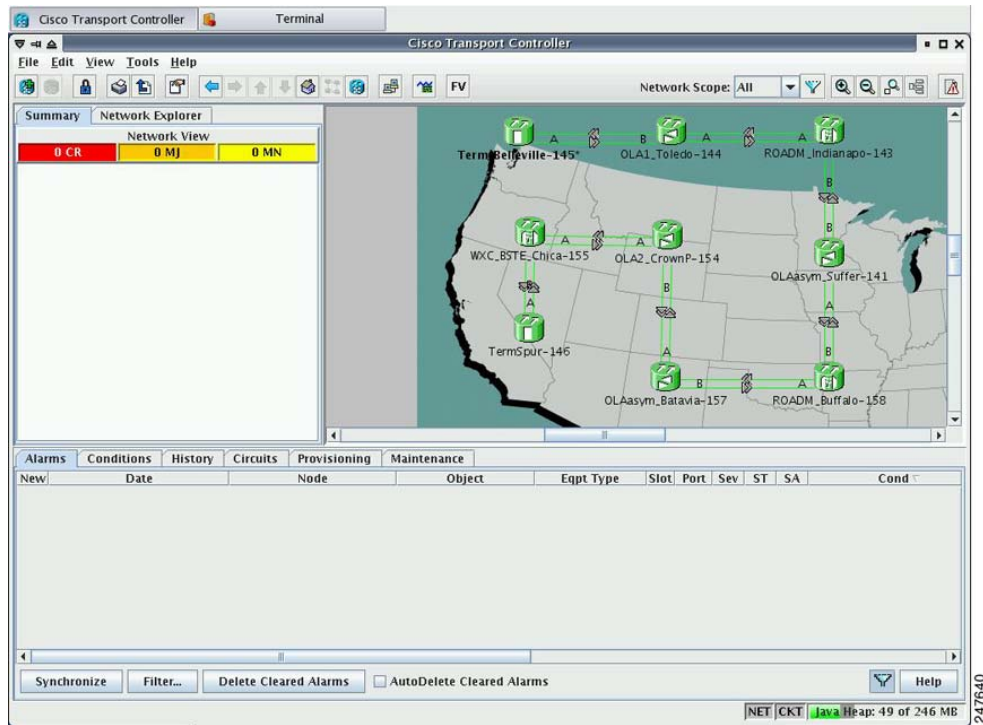 Cisco Transport Controller
Terminal
Cisco Transport Controller
File Edit View Tools Help
FV
Network Scope: All
Summary
Network Explorer
Network View
0 CR
0 MJ
0 MN
A
B
A
A
TermBelleville-145*
OLA1_Toledo-144
ROADM_Indianapo-143
B
B
A
A
WXC_BSTE_Chica-155
OLA2_CrownP-154
OLAasym_Suffer-141
B
B
A
A
TermSpur-146
A
B
B
A
OLAasym_Batavia-157
ROADM_Buffalo-158
Alarms
Conditions
History
Circuits
Provisioning
Maintenance
New
Date
Node
Object
Eqpt Type
Slot
Port
Sev
ST
SA
Cond
Synchronize
Filter...
Delete Cleared Alarms
AutoDelete Cleared Alarms
Help
NET
CKT
Java Heap: 49 of 246 MB
247640